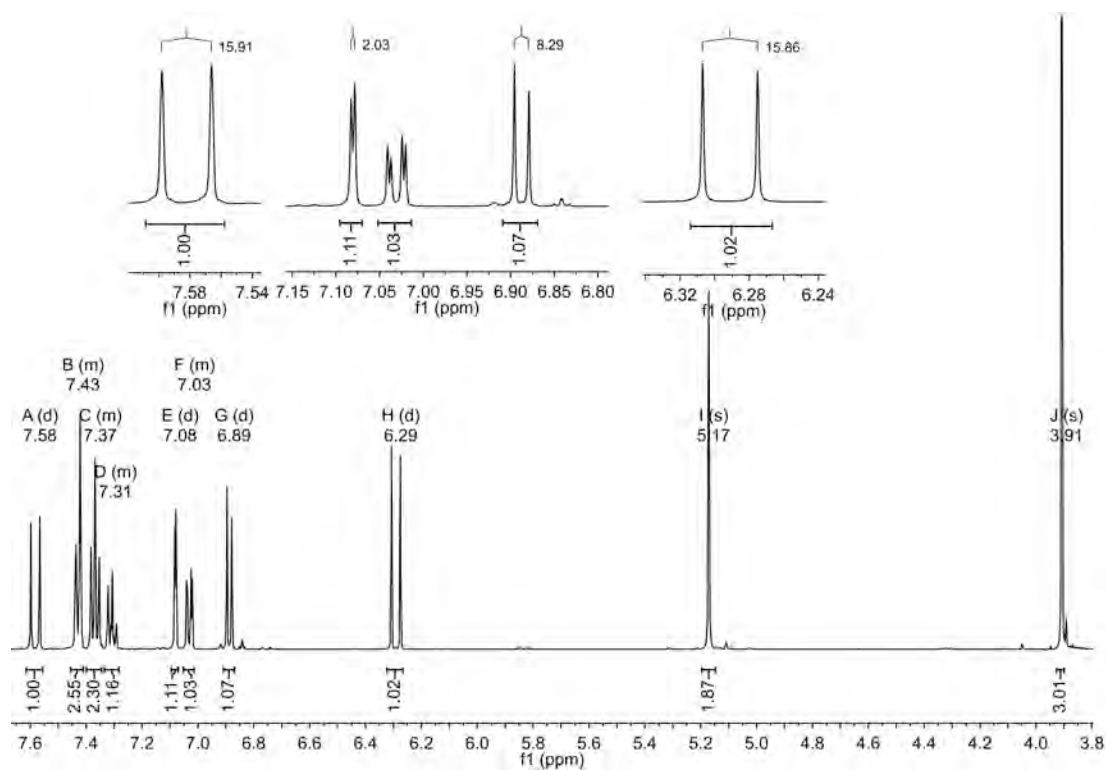 15.91
2.03
8.29
15.86
1.00
1.11
1.03
1.07
1.02
7.58 7.54
f1 (ppm)
7.15 7.10 7.05 7.00 6.95 6.90 6.85 6.80
f1 (ppm)
6.32 6.28 6.24
f1 (ppm)
B (m)
7.43
F (m)
7.03
A (d)
7.58
C (m)
7.37
E (d)
7.08
G (d)
6.89
H (d)
6.29
I (s)
5.17
J (s)
3.91
D (m)
7.31
1.00
2.55
2.30
1.16
1.11
1.03
1.07
1.02
1.87
3.01
7.6 7.4 7.2 7.0 6.8 6.6 6.4 6.2 6.0 5.8 5.6 5.4 5.2 5.0 4.8 4.6 4.4 4.2 4.0 3.8
f1 (ppm)